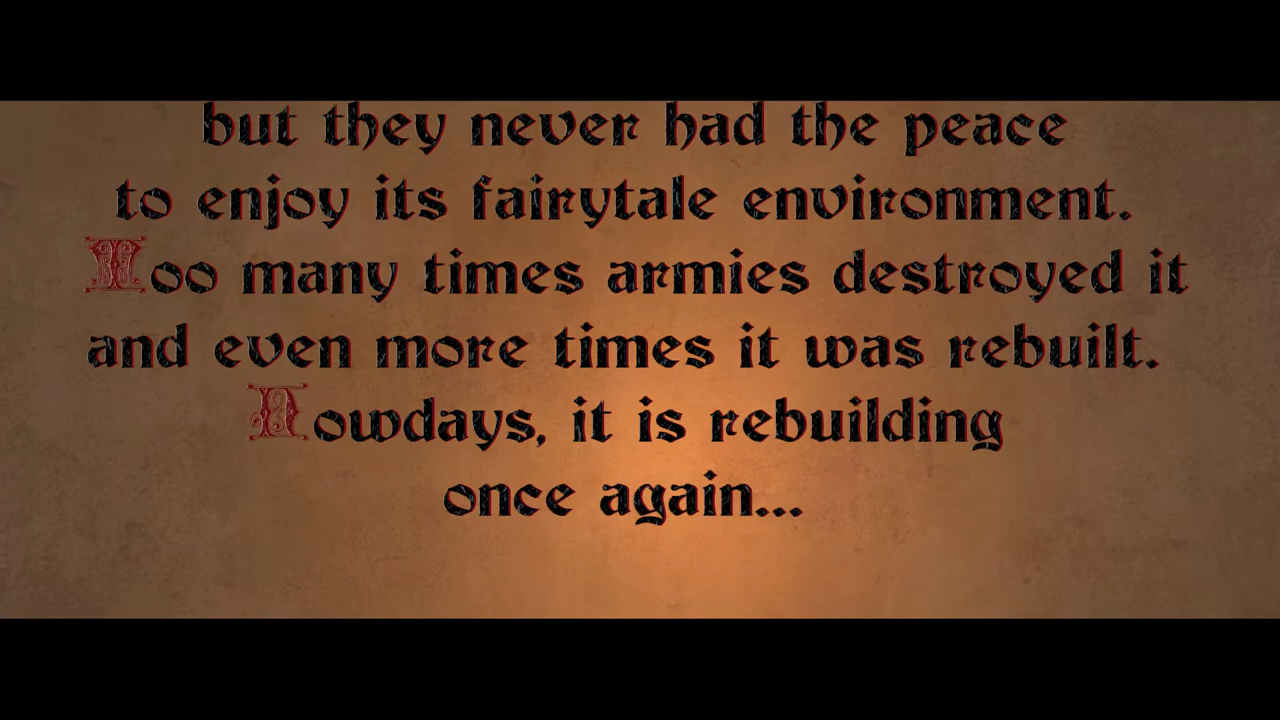 but they never had the peace
to enjoy its fairytale environment.
Too many times armies destroyed it
and even more times it was rebuilt.
Nowdays, it is rebuilding
once again...